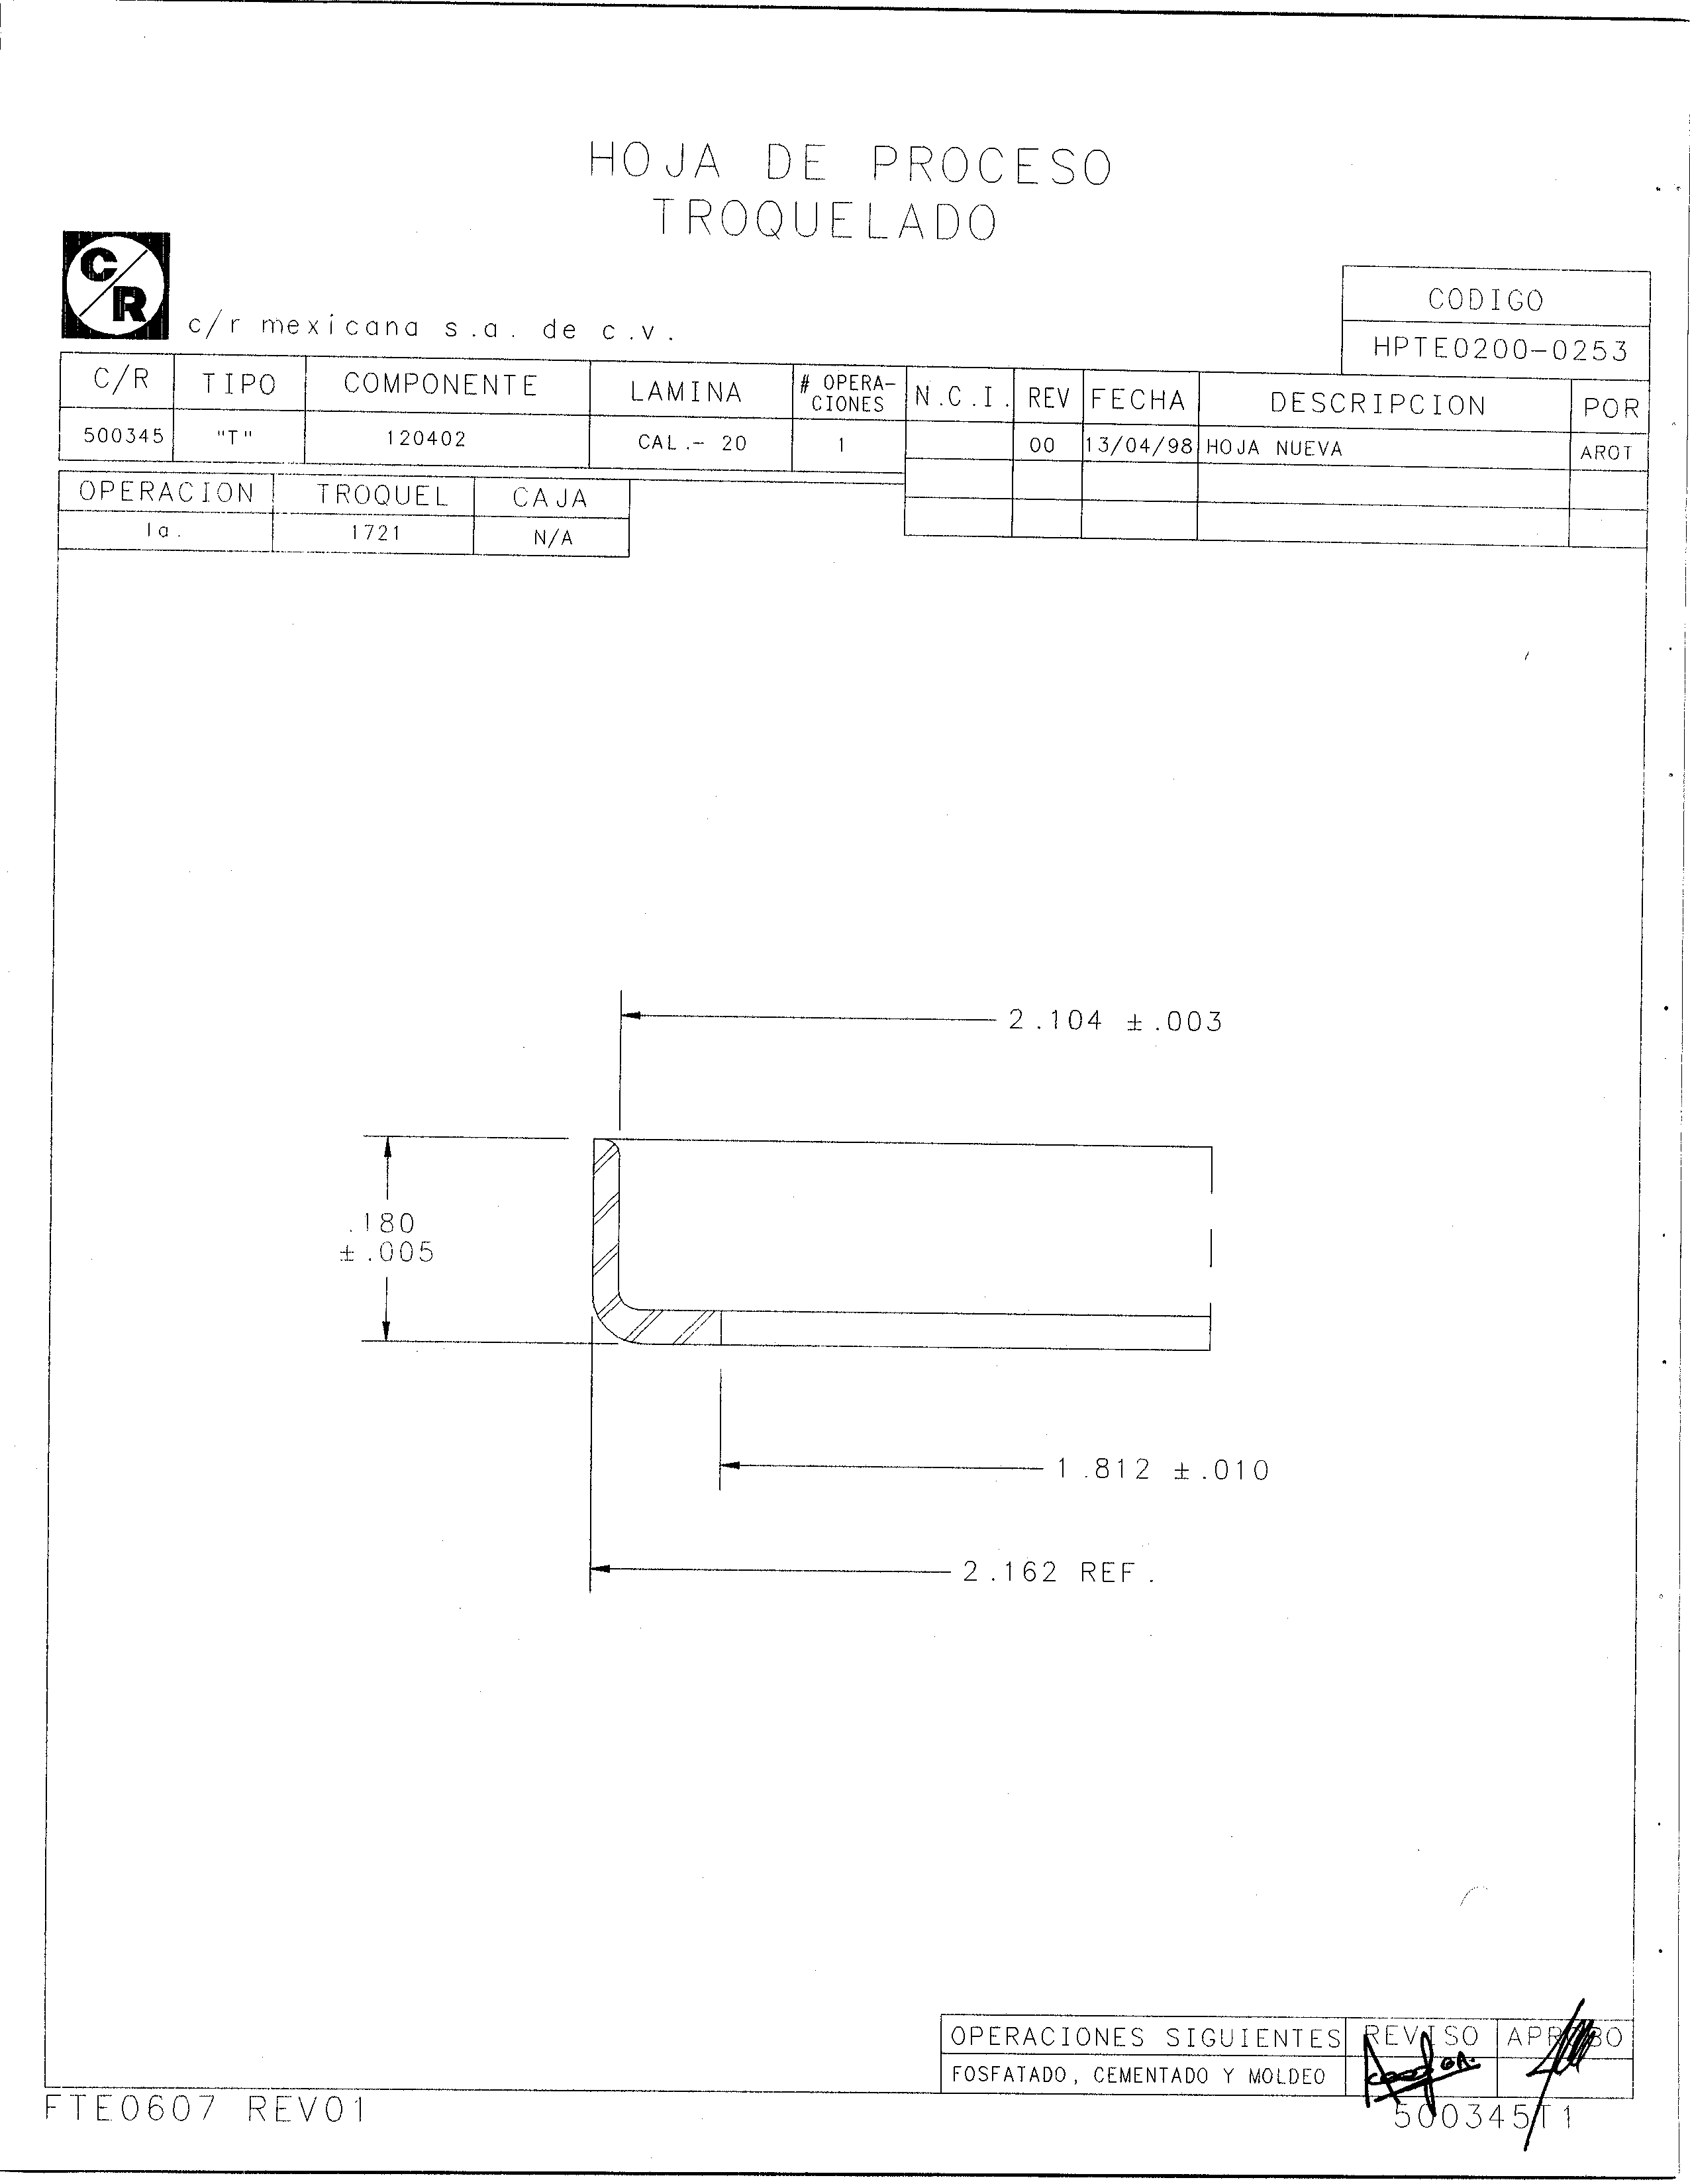 HOJA DE PROCESO
TROQUELADO
C/R
c/r mexicana s.a. de c.v.
CODIGO
HPTE0200-0253
C/R TIPO COMPONENTE LAMINA # OPERA-CIONES N.C.I. REV FECHA DESCRIPCION POR
500345 "T" 120402 CAL.- 20 1 00 13/04/98 HOJA NUEVA AROT
OPERACION TROQUEL CAJA
1a. 1721 N/A
2.104 ±.003
.180
±.005
1.812 ±.010
2.162 REF.
OPERACIONES SIGUIENTES REVISO APROBO
FOSFATADO, CEMENTADO Y MOLDEO
FTE0607 REV01
500345T1